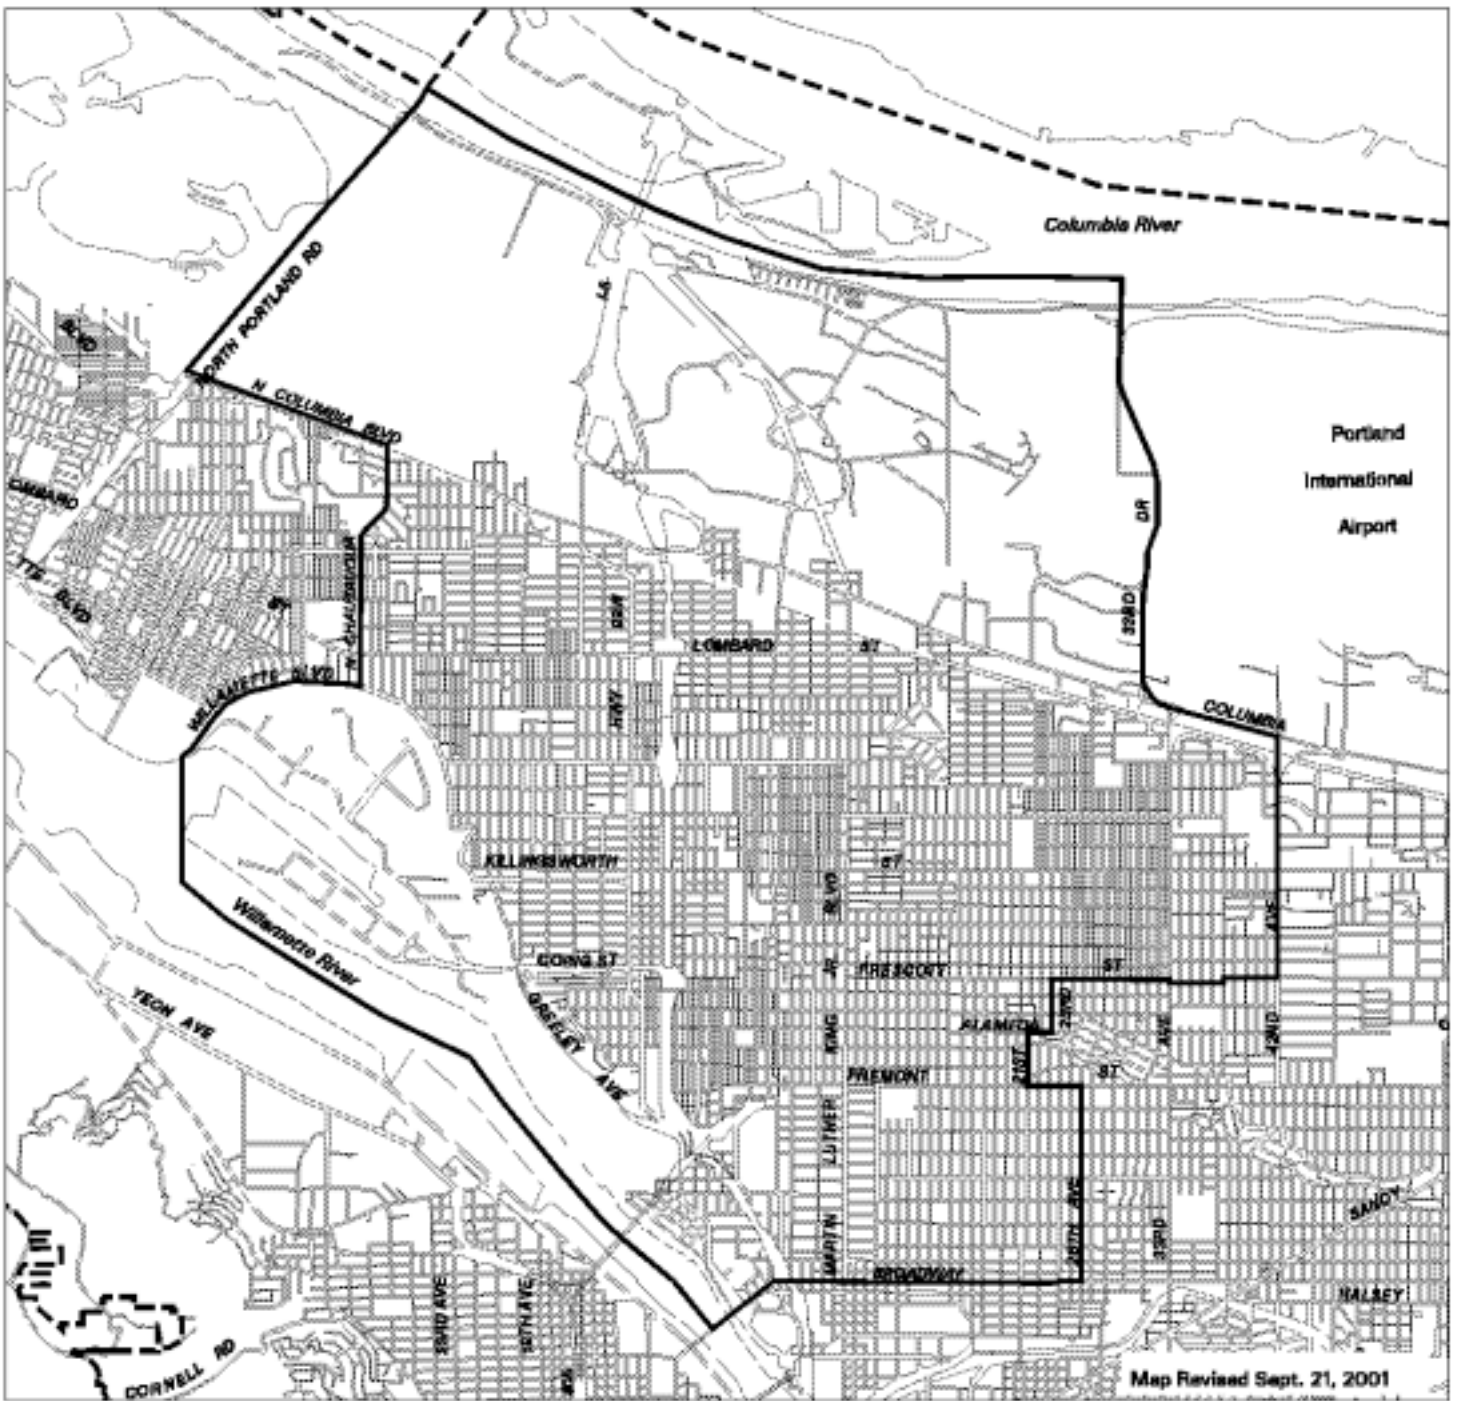 Columbia River
NORTH PORTLAND RD
BLVD
N COLUMBIA BLVD
Portland
International
Airport
DR
33RD
N CHAUTAUQUA
ST
BLVD
LOMBARD ST
WILLAMETTE BLVD
HWY
COLUMBIA
KILLINGSWORTH ST
BLVD
AVE
Willamette River
GOING ST
JR
PRESCOTT ST
YEON AVE
GREELEY AVE
KING
ALAMEDA
AVE
42ND
21ST
ST
FREMONT
LUTHER
MARTIN
SANDY
33RD
BROADWAY
HALSEY
CORNELL RD
Map Revised Sept. 21, 2001